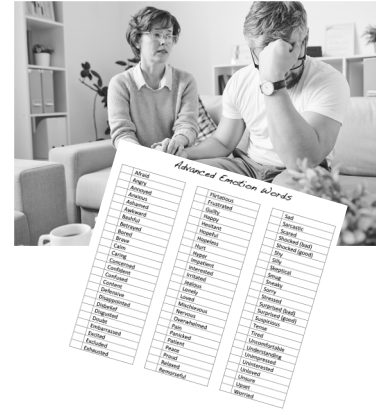 Advanced Emotion Words
Afraid
Angry
Annoyed
Anxious
Ashamed
Awkward
Bashful
Betrayed
Bored
Brave
Calm
Caring
Concerned
Confident
Confused
Content
Defensive
Disappointed
Disbelief
Disgusted
Doubt
Embarrassed
Excited
Excluded
Exhausted
Flirtatious
Frustrated
Guilty
Happy
Hesitant
Hopeful
Hopeless
Hurt
Hyper
Impatient
Interested
Irritated
Jealous
Lonely
Loved
Mischievous
Nervous
Overwhelmed
Pain
Panicked
Patient
Peace
Proud
Relaxed
Remorseful
Sad
Sarcastic
Scared
Shocked (bad)
Shocked (good)
Shy
Silly
Skeptical
Smug
Sneaky
Sorry
Stressed
Surprised (bad)
Surprised (good)
Suspicious
Tense
Tired
Uncomfortable
Understanding
Unimpressed
Uninterested
Unloved
Unsure
Upset
Worried